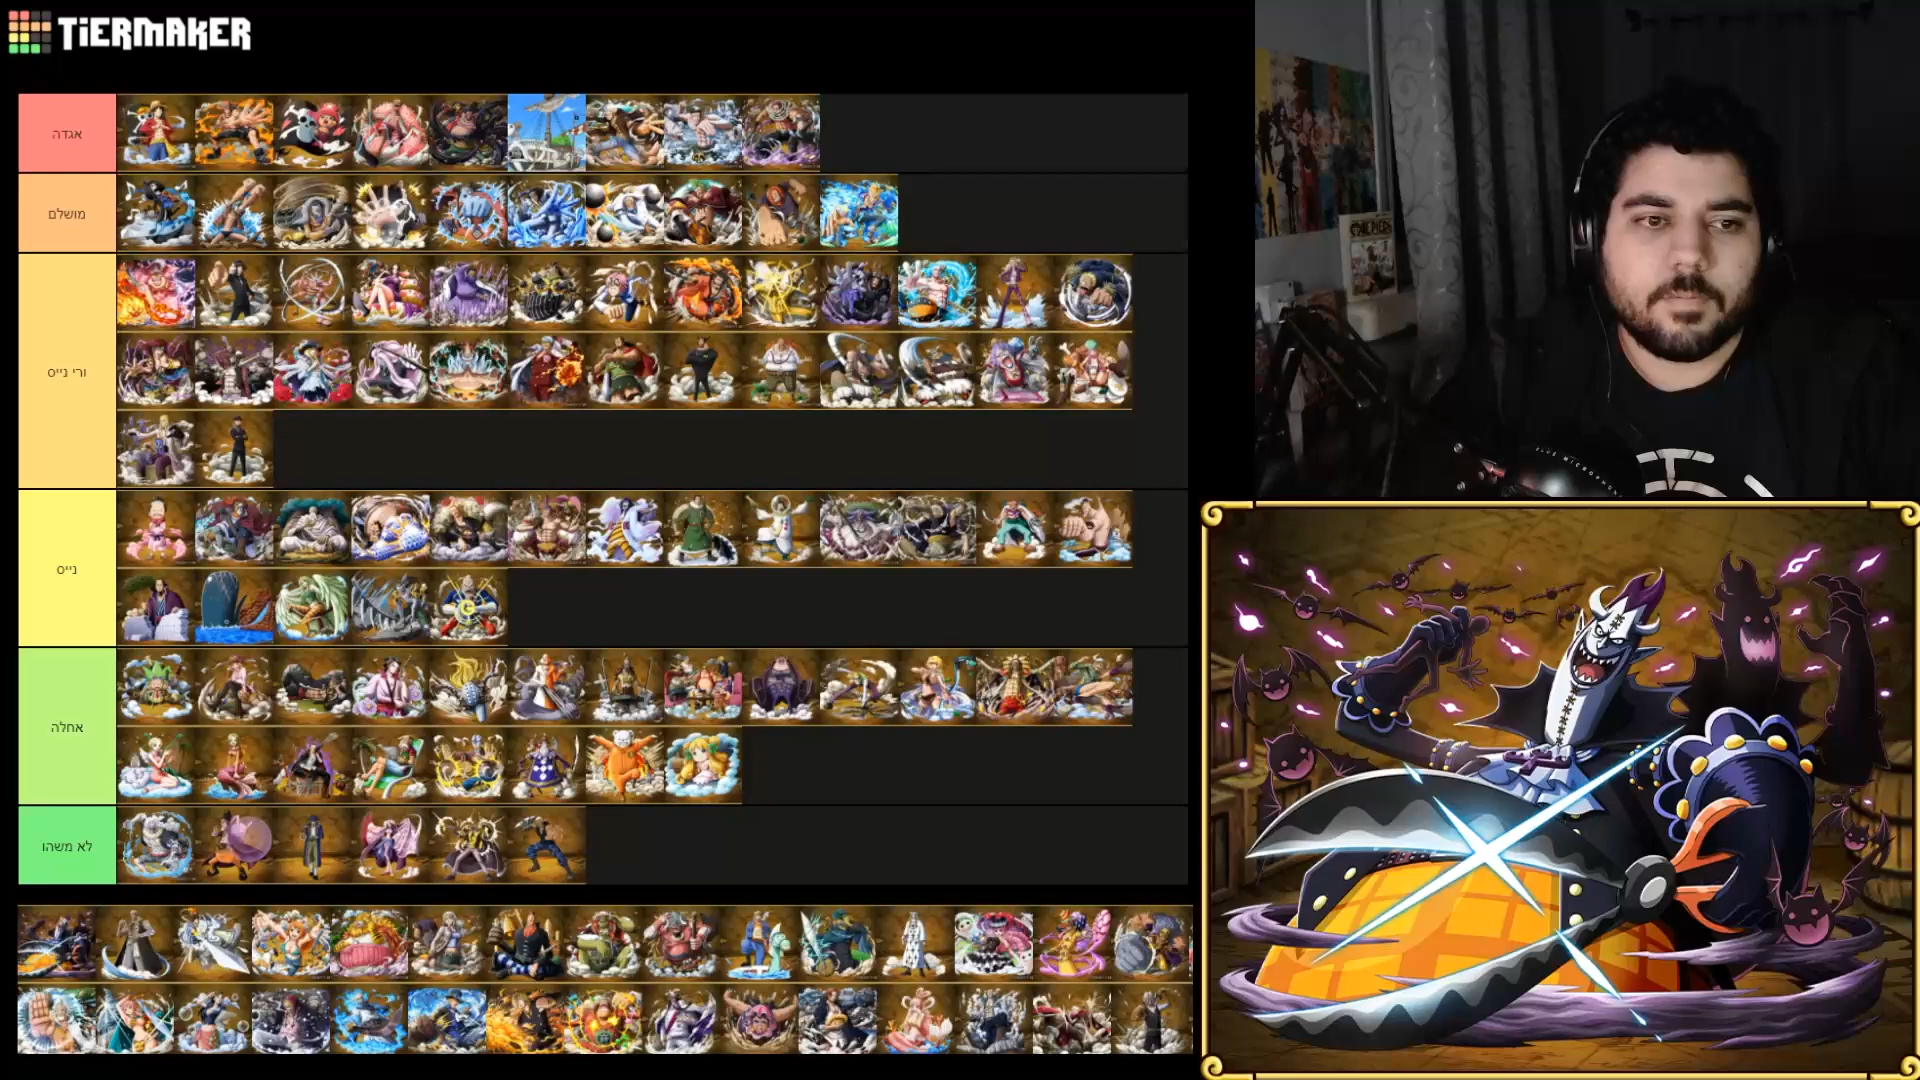 TiERMAKER
אגדה
מושלם
ורי נייס
נייס
אחלה
לא משהו